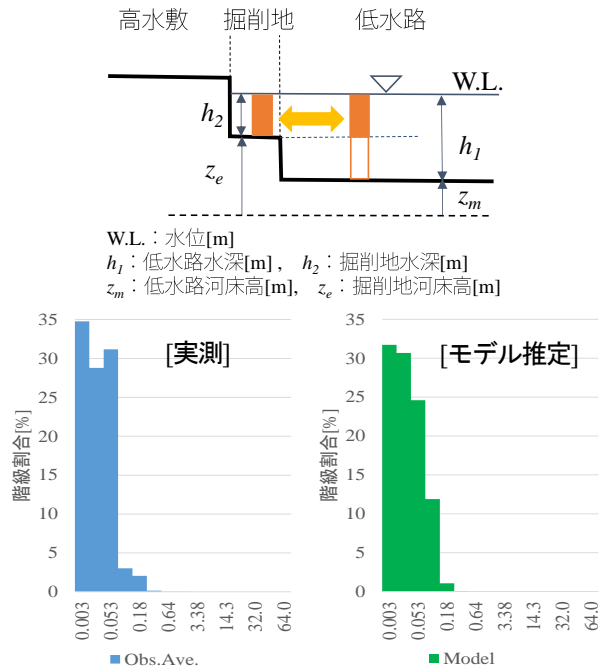 高水敷 掘削地 低水路
W.L.
h2
h1
ze
zm
W.L.：水位[m]
h1：低水路水深[m]， h2：掘削地水深[m]
zm：低水路河床高[m], ze：掘削地河床高[m]
[実測]
階級割合[%]
35
30
25
20
15
10
5
0
0.003 0.053 0.18 0.64 3.38 14.3 32.0 64.0
Obs.Ave.
[モデル推定]
階級割合[%]
35
30
25
20
15
10
5
0
0.003 0.053 0.18 0.64 3.38 14.3 32.0 64.0
Model